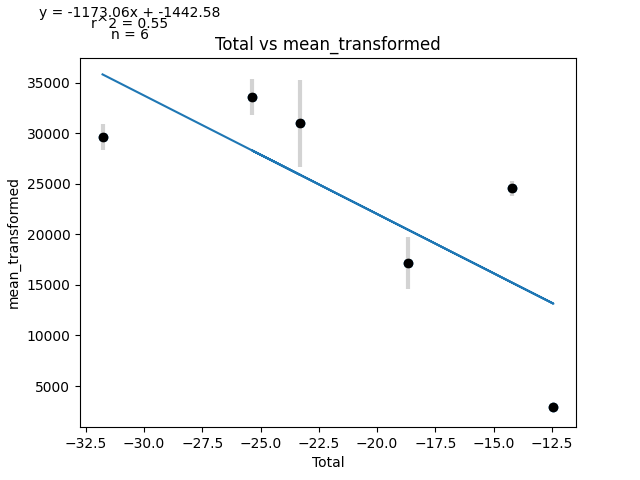 y = -1173.06x + -1442.58
r^2 = 0.55
n = 6
Total vs mean_transformed
mean_transformed
35000
30000
25000
20000
15000
10000
5000
−32.5 −30.0 −27.5 −25.0 −22.5 −20.0 −17.5 −15.0 −12.5
Total